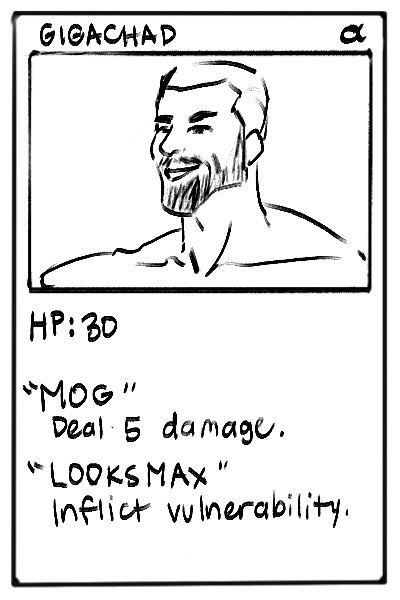 GIGACHAD α
HP: 30
"MOG"
Deal 5 damage.
"LOOKSMAX"
Inflict vulnerability.